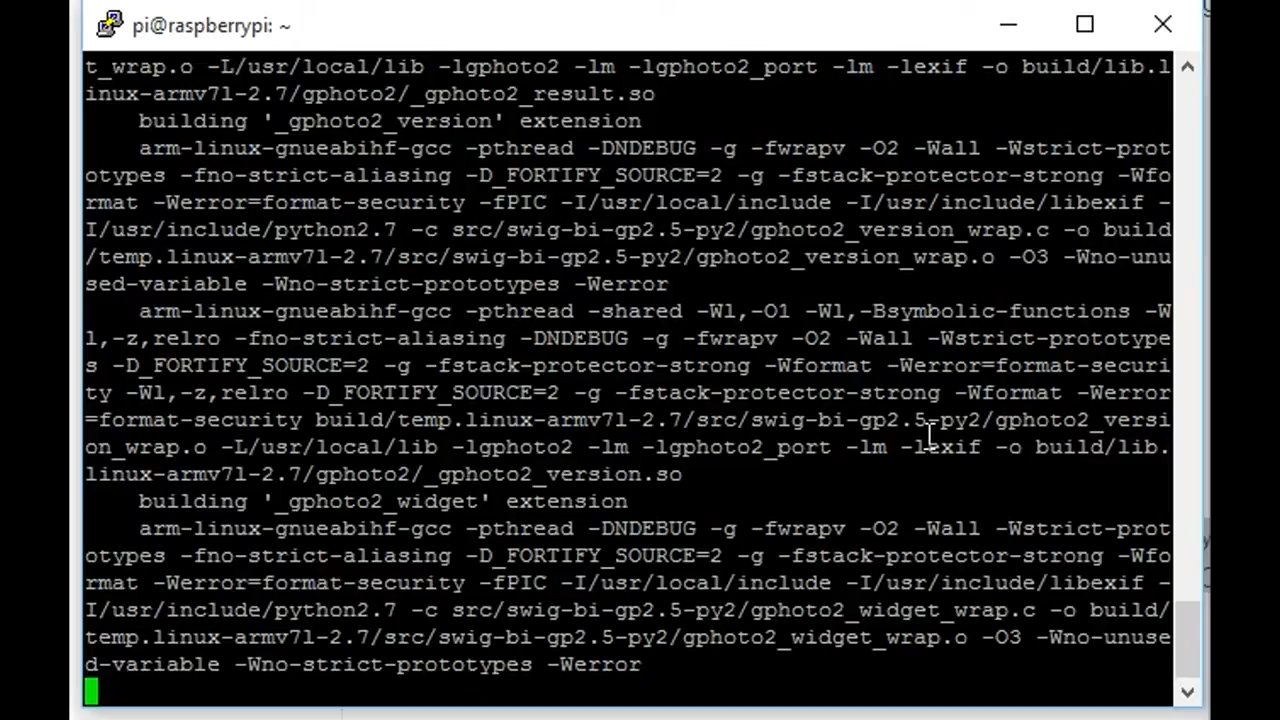 pi@raspberrypi: ~
t_wrap.o -L/usr/local/lib -lgphoto2 -lm -lgphoto2_port -lm -lexif -o build/lib.l
inux-armv7l-2.7/gphoto2/_gphoto2_result.so
building '_gphoto2_version' extension
arm-linux-gnueabihf-gcc -pthread -DNDEBUG -g -fwrapv -O2 -Wall -Wstrict-prot
otypes -fno-strict-aliasing -D_FORTIFY_SOURCE=2 -g -fstack-protector-strong -Wfo
rmat -Werror=format-security -fPIC -I/usr/local/include -I/usr/include/libexif -
I/usr/include/python2.7 -c src/swig-bi-gp2.5-py2/gphoto2_version_wrap.c -o build
/temp.linux-armv7l-2.7/src/swig-bi-gp2.5-py2/gphoto2_version_wrap.o -O3 -Wno-unu
sed-variable -Wno-strict-prototypes -Werror
arm-linux-gnueabihf-gcc -pthread -shared -Wl,-O1 -Wl,-Bsymbolic-functions -W
l,-z,relro -fno-strict-aliasing -DNDEBUG -g -fwrapv -O2 -Wall -Wstrict-prototype
s -D_FORTIFY_SOURCE=2 -g -fstack-protector-strong -Wformat -Werror=format-securi
ty -Wl,-z,relro -D_FORTIFY_SOURCE=2 -g -fstack-protector-strong -Wformat -Werror
=format-security build/temp.linux-armv7l-2.7/src/swig-bi-gp2.5-py2/gphoto2_versi
on_wrap.o -L/usr/local/lib -lgphoto2 -lm -lgphoto2_port -lm -lexif -o build/lib.
linux-armv7l-2.7/gphoto2/_gphoto2_version.so
building '_gphoto2_widget' extension
arm-linux-gnueabihf-gcc -pthread -DNDEBUG -g -fwrapv -O2 -Wall -Wstrict-prot
otypes -fno-strict-aliasing -D_FORTIFY_SOURCE=2 -g -fstack-protector-strong -Wfo
rmat -Werror=format-security -fPIC -I/usr/local/include -I/usr/include/libexif -
I/usr/include/python2.7 -c src/swig-bi-gp2.5-py2/gphoto2_widget_wrap.c -o build/
temp.linux-armv7l-2.7/src/swig-bi-gp2.5-py2/gphoto2_widget_wrap.o -O3 -Wno-unuse
d-variable -Wno-strict-prototypes -Werror